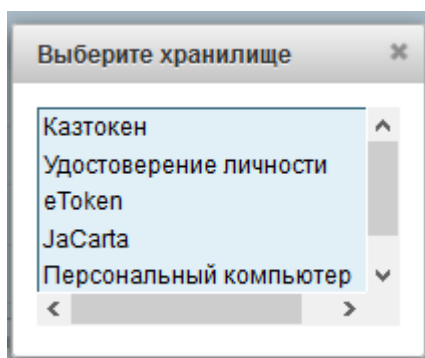 Выберите хранилище
Казтокен
Удостоверение личности
eToken
JaCarta
Персональный компьютер